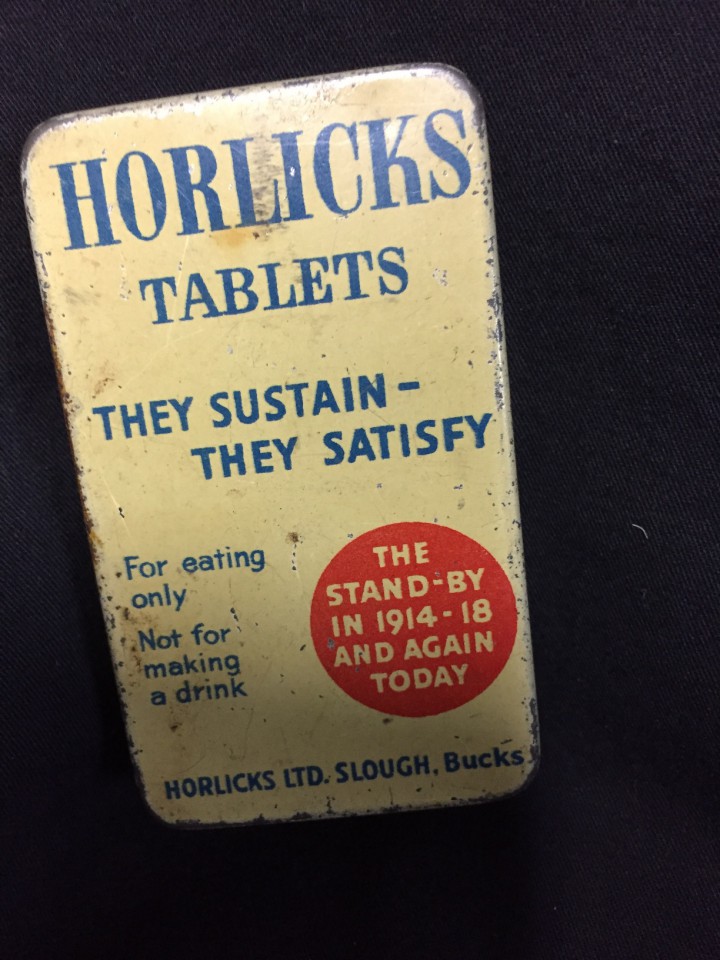 HORLICKS
TABLETS
THEY SUSTAIN -
THEY SATISFY
For eating
only
Not for
making
a drink
THE
STAND-BY
IN 1914-18
AND AGAIN
TODAY
HORLICKS LTD. SLOUGH, Bucks